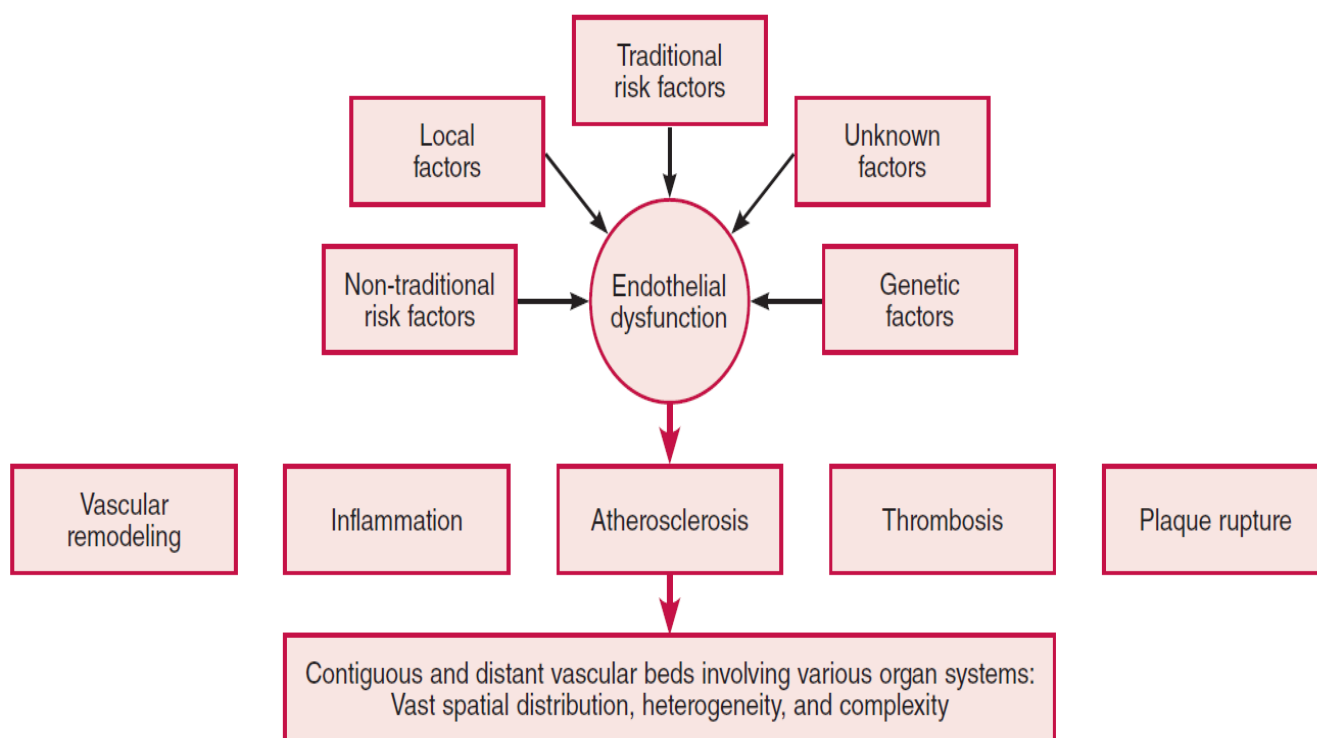 Traditional
risk factors
Local
factors
Unknown
factors
Non-traditional
risk factors
Endothelial
dysfunction
Genetic
factors
Vascular
remodeling
Inflammation
Atherosclerosis
Thrombosis
Plaque rupture
Contiguous and distant vascular beds involving various organ systems:
Vast spatial distribution, heterogeneity, and complexity